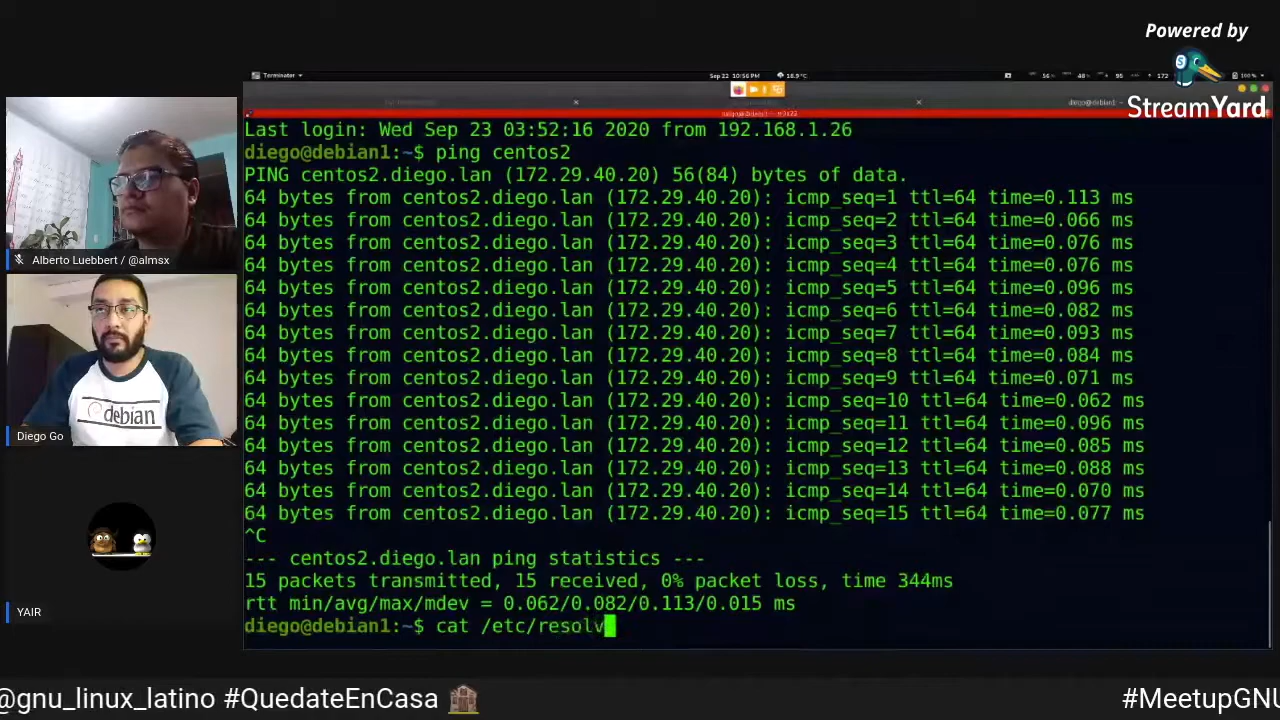 Powered by
StreamYard
Terminator
Sep 22 10:56 PM
16.9°C
diego@debian1: ~
Last login: Wed Sep 23 03:52:16 2020 from 192.168.1.26
diego@debian1:~$ ping centos2
PING centos2.diego.lan (172.29.40.20) 56(84) bytes of data.
64 bytes from centos2.diego.lan (172.29.40.20): icmp_seq=1 ttl=64 time=0.113 ms
64 bytes from centos2.diego.lan (172.29.40.20): icmp_seq=2 ttl=64 time=0.066 ms
64 bytes from centos2.diego.lan (172.29.40.20): icmp_seq=3 ttl=64 time=0.076 ms
64 bytes from centos2.diego.lan (172.29.40.20): icmp_seq=4 ttl=64 time=0.076 ms
64 bytes from centos2.diego.lan (172.29.40.20): icmp_seq=5 ttl=64 time=0.096 ms
64 bytes from centos2.diego.lan (172.29.40.20): icmp_seq=6 ttl=64 time=0.082 ms
64 bytes from centos2.diego.lan (172.29.40.20): icmp_seq=7 ttl=64 time=0.093 ms
64 bytes from centos2.diego.lan (172.29.40.20): icmp_seq=8 ttl=64 time=0.084 ms
64 bytes from centos2.diego.lan (172.29.40.20): icmp_seq=9 ttl=64 time=0.071 ms
64 bytes from centos2.diego.lan (172.29.40.20): icmp_seq=10 ttl=64 time=0.062 ms
64 bytes from centos2.diego.lan (172.29.40.20): icmp_seq=11 ttl=64 time=0.096 ms
64 bytes from centos2.diego.lan (172.29.40.20): icmp_seq=12 ttl=64 time=0.085 ms
64 bytes from centos2.diego.lan (172.29.40.20): icmp_seq=13 ttl=64 time=0.088 ms
64 bytes from centos2.diego.lan (172.29.40.20): icmp_seq=14 ttl=64 time=0.070 ms
64 bytes from centos2.diego.lan (172.29.40.20): icmp_seq=15 ttl=64 time=0.077 ms
^C
--- centos2.diego.lan ping statistics ---
15 packets transmitted, 15 received, 0% packet loss, time 344ms
rtt min/avg/max/mdev = 0.062/0.082/0.113/0.015 ms
diego@debian1:~$ cat /etc/resolv
Alberto Luebbert / @almsx
debian
Diego Go
YAIR
@gnu_linux_latino #QuedateEnCasa 🏚 #MeetupGNU